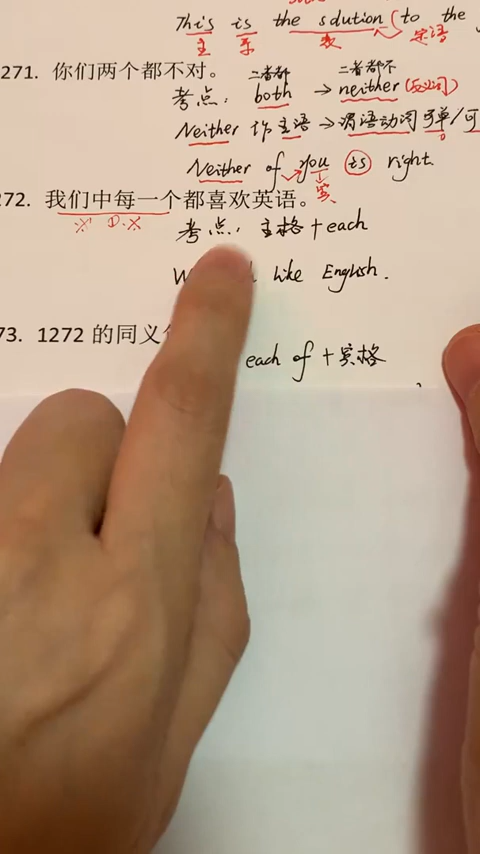 This is the solution (to the
主 系 表 宾语
271. 你们两个都不对。 二者都 二者都不
考点: both → neither (反义词)
Neither 作主语 → 谓语动词可单/可
Neither of you is right.
宾
272. 我们中每一个都喜欢英语。
※ ①.※
考点: 主格 + each
like English.
73. 1272 的同义
each of + 宾格